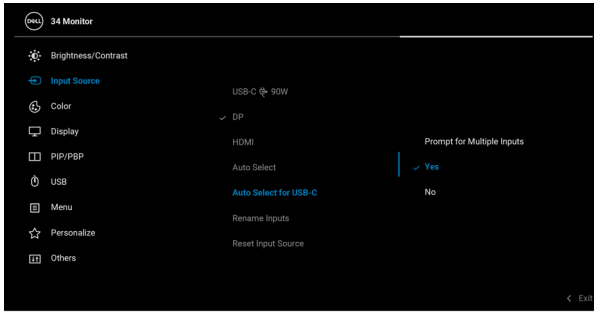 DELL 34 Monitor
Brightness/Contrast
Input Source
Color
Display
PIP/PBP
USB
Menu
Personalize
Others
USB-C 90W
DP
HDMI
Auto Select
Auto Select for USB-C
Rename Inputs
Reset Input Source
Prompt for Multiple Inputs
Yes
No
Exit